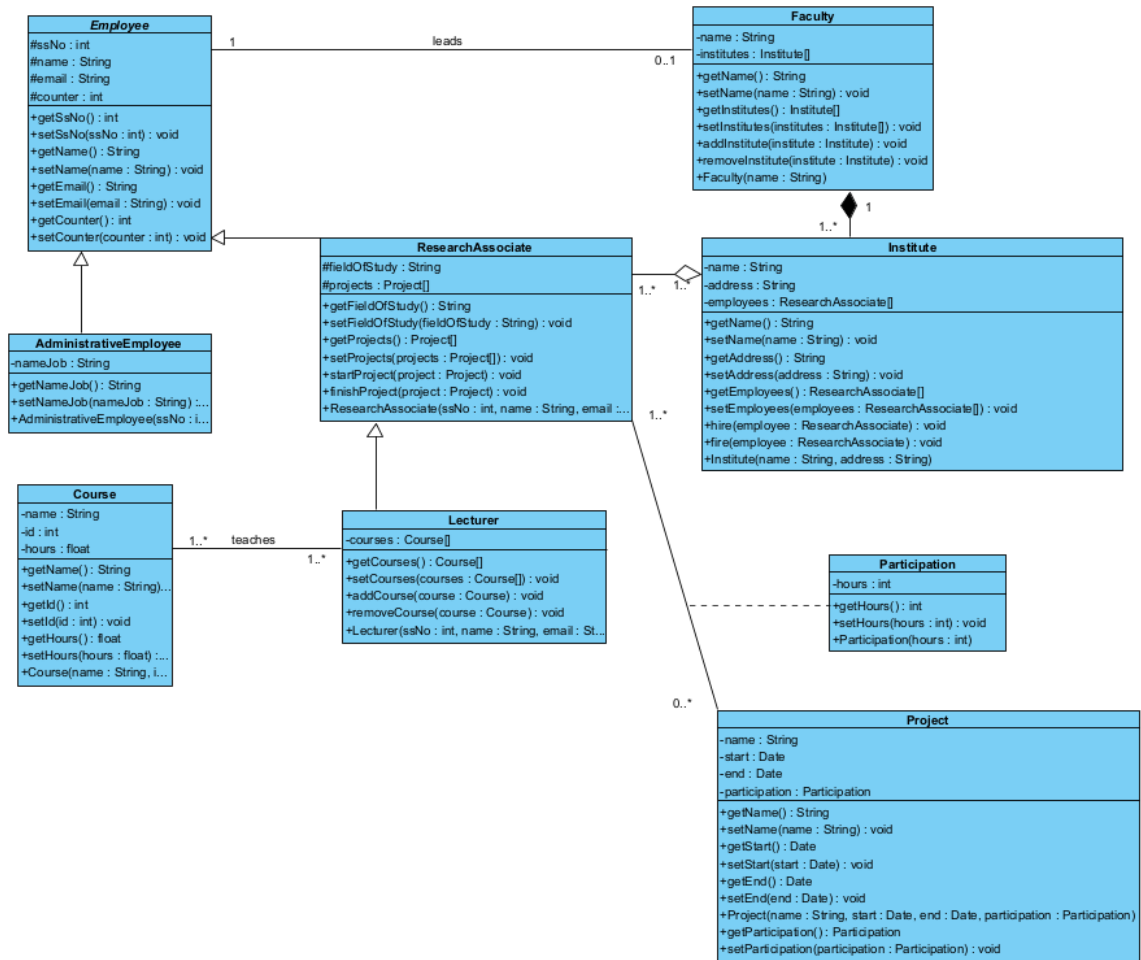 Employee
#ssNo : int
#name : String
#email : String
#counter : int
+getSsNo() : int
+setSsNo(ssNo : int) : void
+getName() : String
+setName(name : String) : void
+getEmail() : String
+setEmail(email : String) : void
+getCounter() : int
+setCounter(counter : int) : void
1
leads
0..1
Faculty
-name : String
-institutes : Institute[]
+getName() : String
+setName(name : String) : void
+getInstitutes() : Institute[]
+setInstitutes(institutes : Institute[]) : void
+addInstitute(institute : Institute) : void
+removeInstitute(institute : Institute) : void
+Faculty(name : String)
1
1..*
ResearchAssociate
#fieldOfStudy : String
#projects : Project[]
+getFieldOfStudy() : String
+setFieldOfStudy(fieldOfStudy : String) : void
+getProjects() : Project[]
+setProjects(projects : Project[]) : void
+startProject(project : Project) : void
+finishProject(project : Project) : void
+ResearchAssociate(ssNo : int, name : String, email :...
1..*
1..*
Institute
-name : String
-address : String
-employees : ResearchAssociate[]
+getName() : String
+setName(name : String) : void
+getAddress() : String
+setAddress(address : String) : void
+getEmployees() : ResearchAssociate[]
+setEmployees(employees : ResearchAssociate[]) : void
+hire(employee : ResearchAssociate) : void
+fire(employee : ResearchAssociate) : void
+Institute(name : String, address : String)
AdministrativeEmployee
-nameJob : String
+getNameJob() : String
+setNameJob(nameJob : String) :...
+AdministrativeEmployee(ssNo : i...
1..*
Course
-name : String
-id : int
-hours : float
+getName() : String
+setName(name : String)...
+getId() : int
+setId(id : int) : void
+getHours() : float
+setHours(hours : float) :...
+Course(name : String, i...
1..*
teaches
1..*
Lecturer
-courses : Course[]
+getCourses() : Course[]
+setCourses(courses : Course[]) : void
+addCourse(course : Course) : void
+removeCourse(course : Course) : void
+Lecturer(ssNo : int, name : String, email : St...
Participation
-hours : int
+getHours() : int
+setHours(hours : int) : void
+Participation(hours : int)
0..*
Project
-name : String
-start : Date
-end : Date
-participation : Participation
+getName() : String
+setName(name : String) : void
+getStart() : Date
+setStart(start : Date) : void
+getEnd() : Date
+setEnd(end : Date) : void
+Project(name : String, start : Date, end : Date, participation : Participation)
+getParticipation() : Participation
+setParticipation(participation : Participation) : void